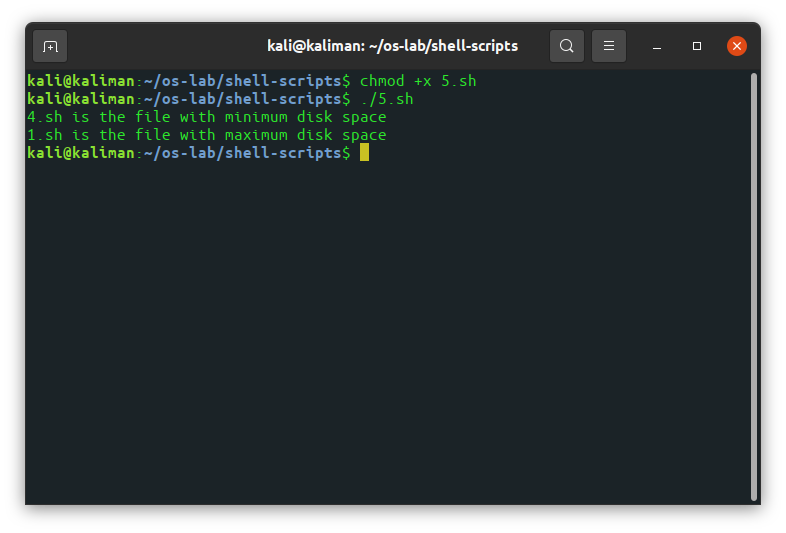 kali@kaliman: ~/os-lab/shell-scripts
kali@kaliman:~/os-lab/shell-scripts$ chmod +x 5.sh
kali@kaliman:~/os-lab/shell-scripts$ ./5.sh
4.sh is the file with minimum disk space
1.sh is the file with maximum disk space
kali@kaliman:~/os-lab/shell-scripts$